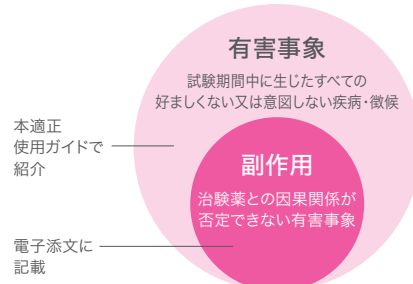 有害事象
試験期間中に生じたすべての
好ましくない又は意図しない疾病・徴候
本適正
使用ガイドで
紹介
副作用
治験薬との因果関係が
否定できない有害事象
電子添文に
記載